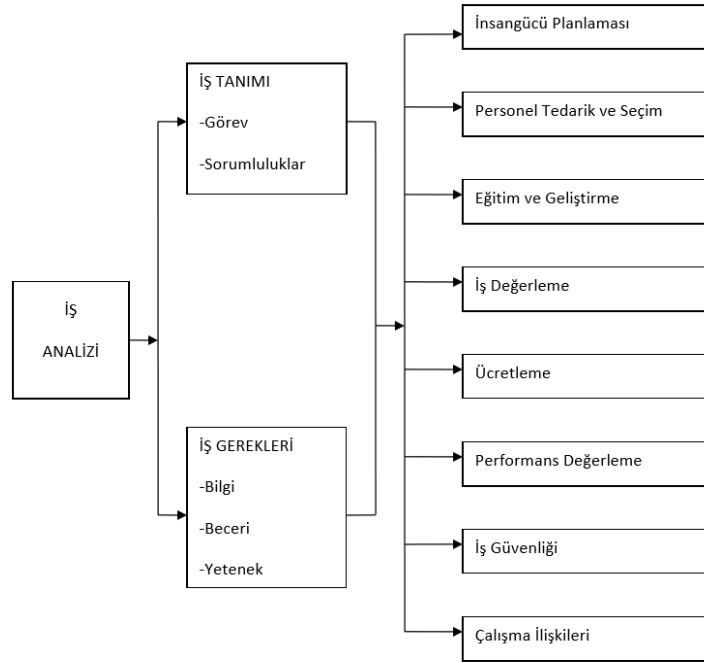 İŞ
ANALİZİ
İŞ TANIMI
-Görev
-Sorumluluklar
İŞ GEREKLERİ
-Bilgi
-Beceri
-Yetenek
İnsangücü Planlaması
Personel Tedarik ve Seçim
Eğitim ve Geliştirme
İş Değerleme
Ücretleme
Performans Değerleme
İş Güvenliği
Çalışma İlişkileri